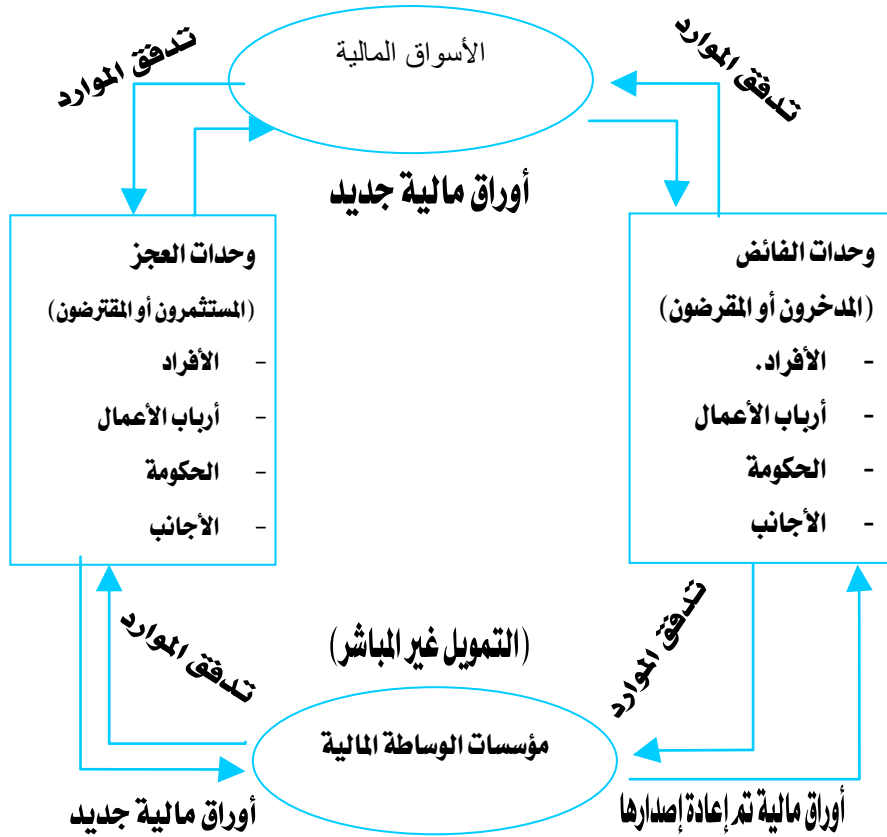 تدفق الموارد
الأسواق المالية
تدفق الموارد
أوراق مالية جديد
وحدات الفائض
(المدخرون أو المقرضون)
- الأفراد.
- أرباب الأعمال
- الحكومة
- الأجانب
وحدات العجز
(المستثمرون أو المقترضون)
- الأفراد
- أرباب الأعمال
- الحكومة
- الأجانب
تدفق الموارد
(التمويل غير المباشر)
تدفق الموارد
مؤسسات الوساطة المالية
أوراق مالية تم إعادة إصدارها
أوراق مالية جديد